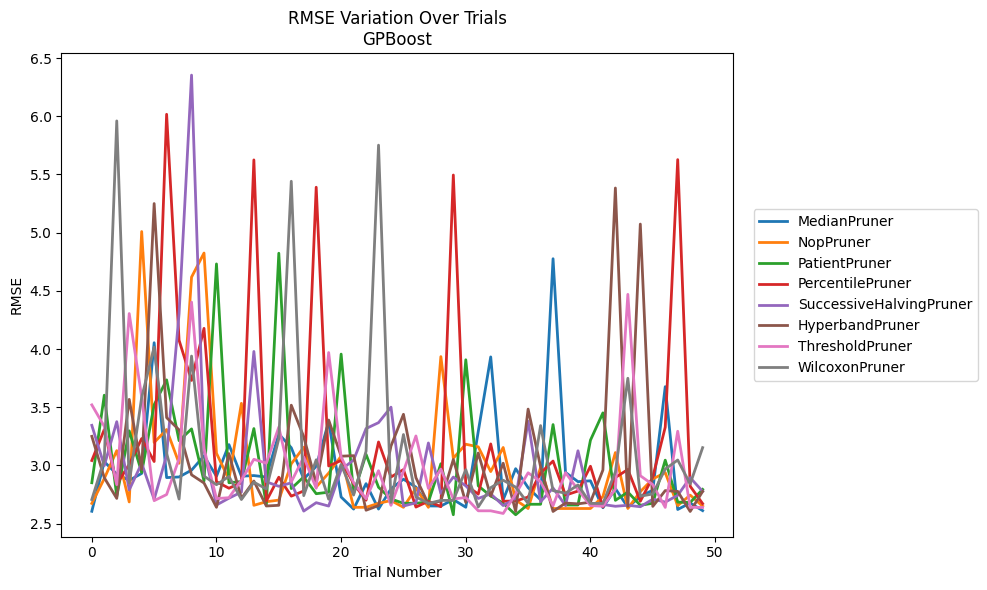 RMSE Variation Over Trials
GPBoost
6.5
6.0
5.5
5.0
4.5
4.0
3.5
3.0
2.5
RMSE
0
10
20
30
40
50
Trial Number
MedianPruner
NopPruner
PatientPruner
PercentilePruner
SuccessiveHalvingPruner
HyperbandPruner
ThresholdPruner
WilcoxonPruner